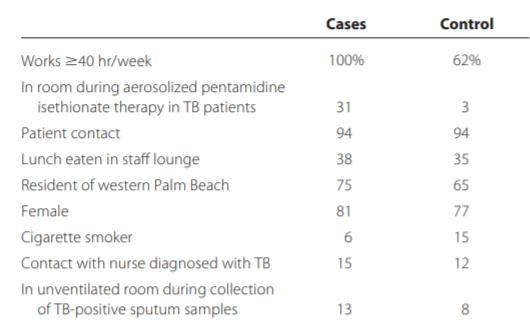 Cases Control
Works ≥40 hr/week 100% 62%
In room during aerosolized pentamidine
isethionate therapy in TB patients 31 3
Patient contact 94 94
Lunch eaten in staff lounge 38 35
Resident of western Palm Beach 75 65
Female 81 77
Cigarette smoker 6 15
Contact with nurse diagnosed with TB 15 12
In unventilated room during collection
of TB-positive sputum samples 13 8